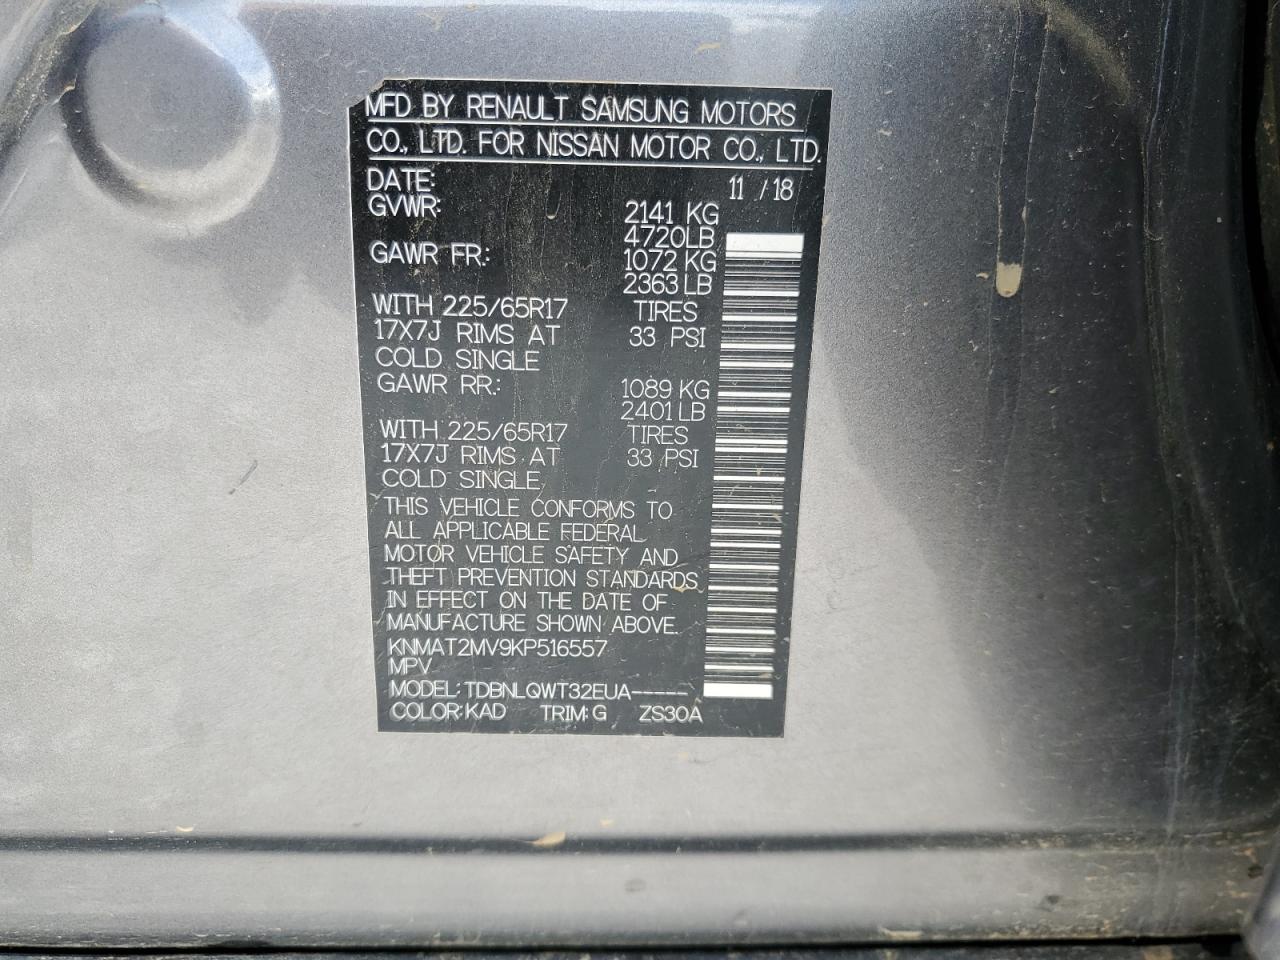 MFD BY RENAULT SAMSUNG MOTORS
CO., LTD. FOR NISSAN MOTOR CO., LTD.
DATE: 11 / 18
GVWR: 2141 KG
4720LB
GAWR FR: 1072 KG
2363LB
WITH 225/65R17 TIRES
17X7J RIMS AT 33 PSI
COLD SINGLE
GAWR RR: 1089 KG
2401LB
WITH 225/65R17 TIRES
17X7J RIMS AT 33 PSI
COLD SINGLE
THIS VEHICLE CONFORMS TO
ALL APPLICABLE FEDERAL
MOTOR VEHICLE SAFETY AND
THEFT PREVENTION STANDARDS
IN EFFECT ON THE DATE OF
MANUFACTURE SHOWN ABOVE.
KNMAT2MV9KP516557
MPV
MODEL: TDBNLQWT32EUA-----
COLOR:KAD TRIM:G ZS30A